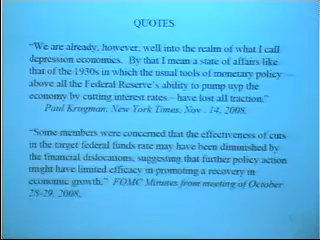 QUOTES
“We are already, however, well into the realm of what I call
depression economics. By that I mean a state of affairs like
that of the 1930s in which the usual tools of monetary policy –
above all the Federal Reserve’s ability to pump uyp the
economy by cutting interest rates – have lost all traction.”
Paul Krugman, New York Times, Nov. 14, 2008.
“Some members were concerned that the effectiveness of cuts
in the target federal funds rate may have been diminished by
the financial dislocations, suggesting that further policy action
might have limited efficacy in promoting a recovery in
economic growth.” FOMC Minutes from meeting of October
28-29, 2008.